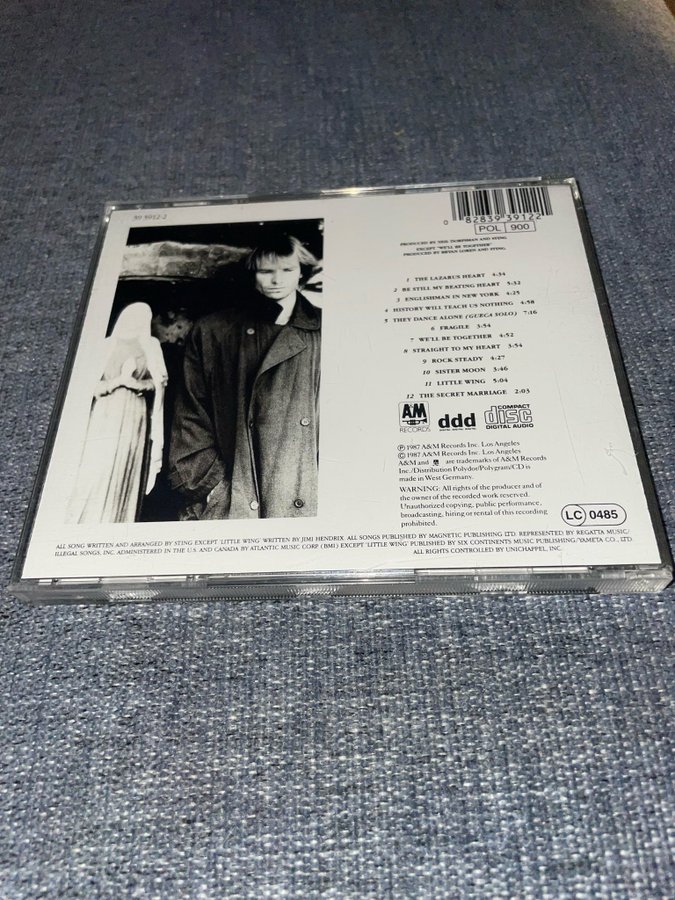 39 3912-2
0 82839 39122
POL 900
PRODUCED BY NEIL DORFSMAN AND STING
EXCEPT "WE'LL BE TOGETHER"
PRODUCED BY BRYAN LOREN AND STING
1 THE LAZARUS HEART 4:34
2 BE STILL MY BEATING HEART 5:32
3 ENGLISHMAN IN NEW YORK 4:25
4 HISTORY WILL TEACH US NOTHING 4:58
5 THEY DANCE ALONE (GUECA SOLO) 7:16
6 FRAGILE 3:54
7 WE'LL BE TOGETHER 4:52
8 STRAIGHT TO MY HEART 3:54
9 ROCK STEADY 4:27
10 SISTER MOON 3:46
11 LITTLE WING 5:04
12 THE SECRET MARRIAGE 2:03
A&M
RECORDS
ddd
COMPACT
disc
DIGITAL AUDIO
Ⓟ 1987 A&M Records Inc. Los Angeles
© 1987 A&M Records Inc. Los Angeles
A&M and are trademarks of A&M Records
Inc./Distribution Polydor/Polygram/CD is
made in West Germany.
WARNING: All rights of the producer and of
the owner of the recorded work reserved.
Unauthorized copying, public performance,
broadcasting, hiring or rental of this recording
prohibited.
LC 0485
ALL SONG WRITTEN AND ARRANGED BY STING EXCEPT 'LITTLE WING' WRITTEN BY JIMI HENDRIX. ALL SONGS PUBLISHED BY MAGNETIC PUBLISHING LTD. REPRESENTED BY REGATTA MUSIC/
ILLEGAL SONGS, INC. ADMINISTERED IN THE U.S. AND CANADA BY ATLANTIC MUSIC CORP (BMI) EXCEPT 'LITTLE WING' PUBLISHED BY SIX CONTINENTS MUSIC PUBLISHING/YAMETA CO., LTD.
ALL RIGHTS CONTROLLED BY UNICHAPPEL, INC.